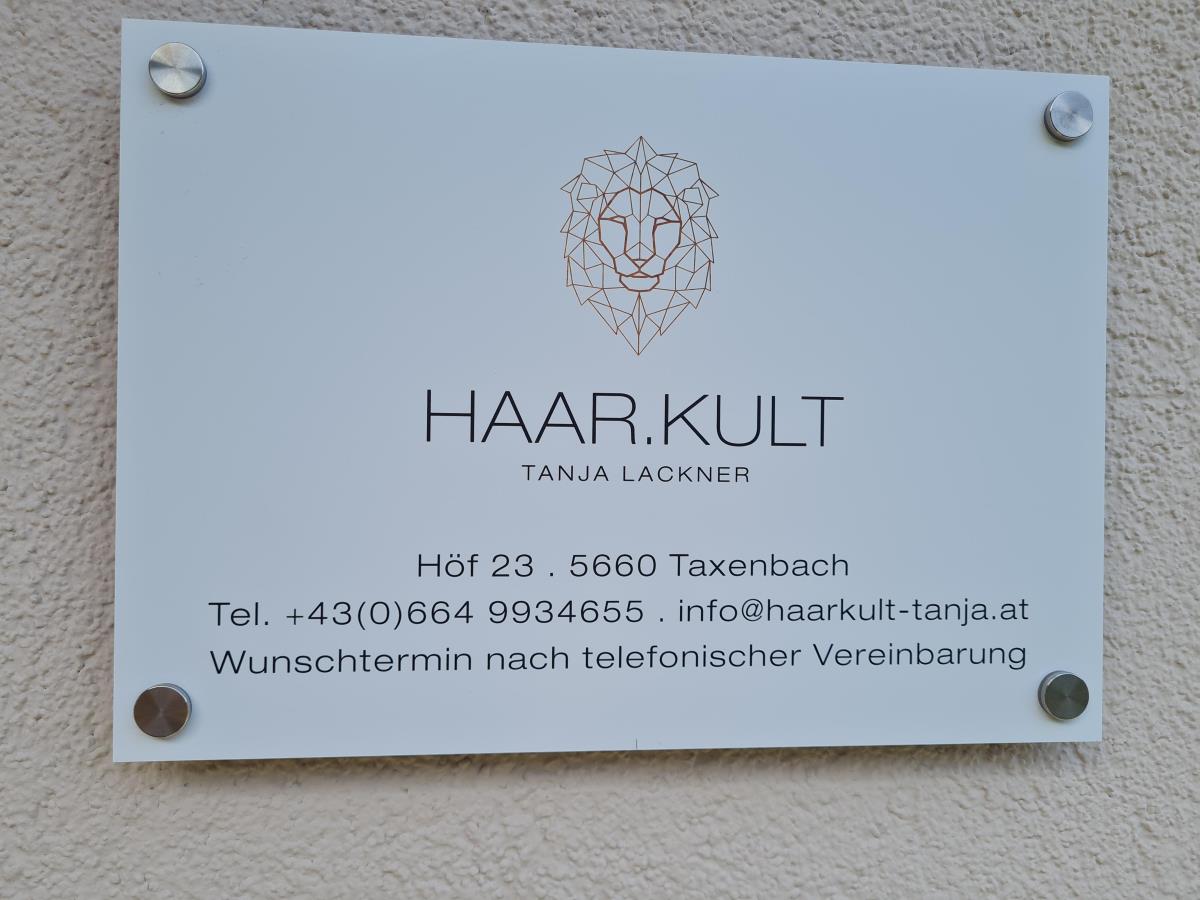 HAAR.KULT
TANJA LACKNER
Höf 23 . 5660 Taxenbach
Tel. +43(0)664 9934655 . info@haarkult-tanja.at
Wunschtermin nach telefonischer Vereinbarung